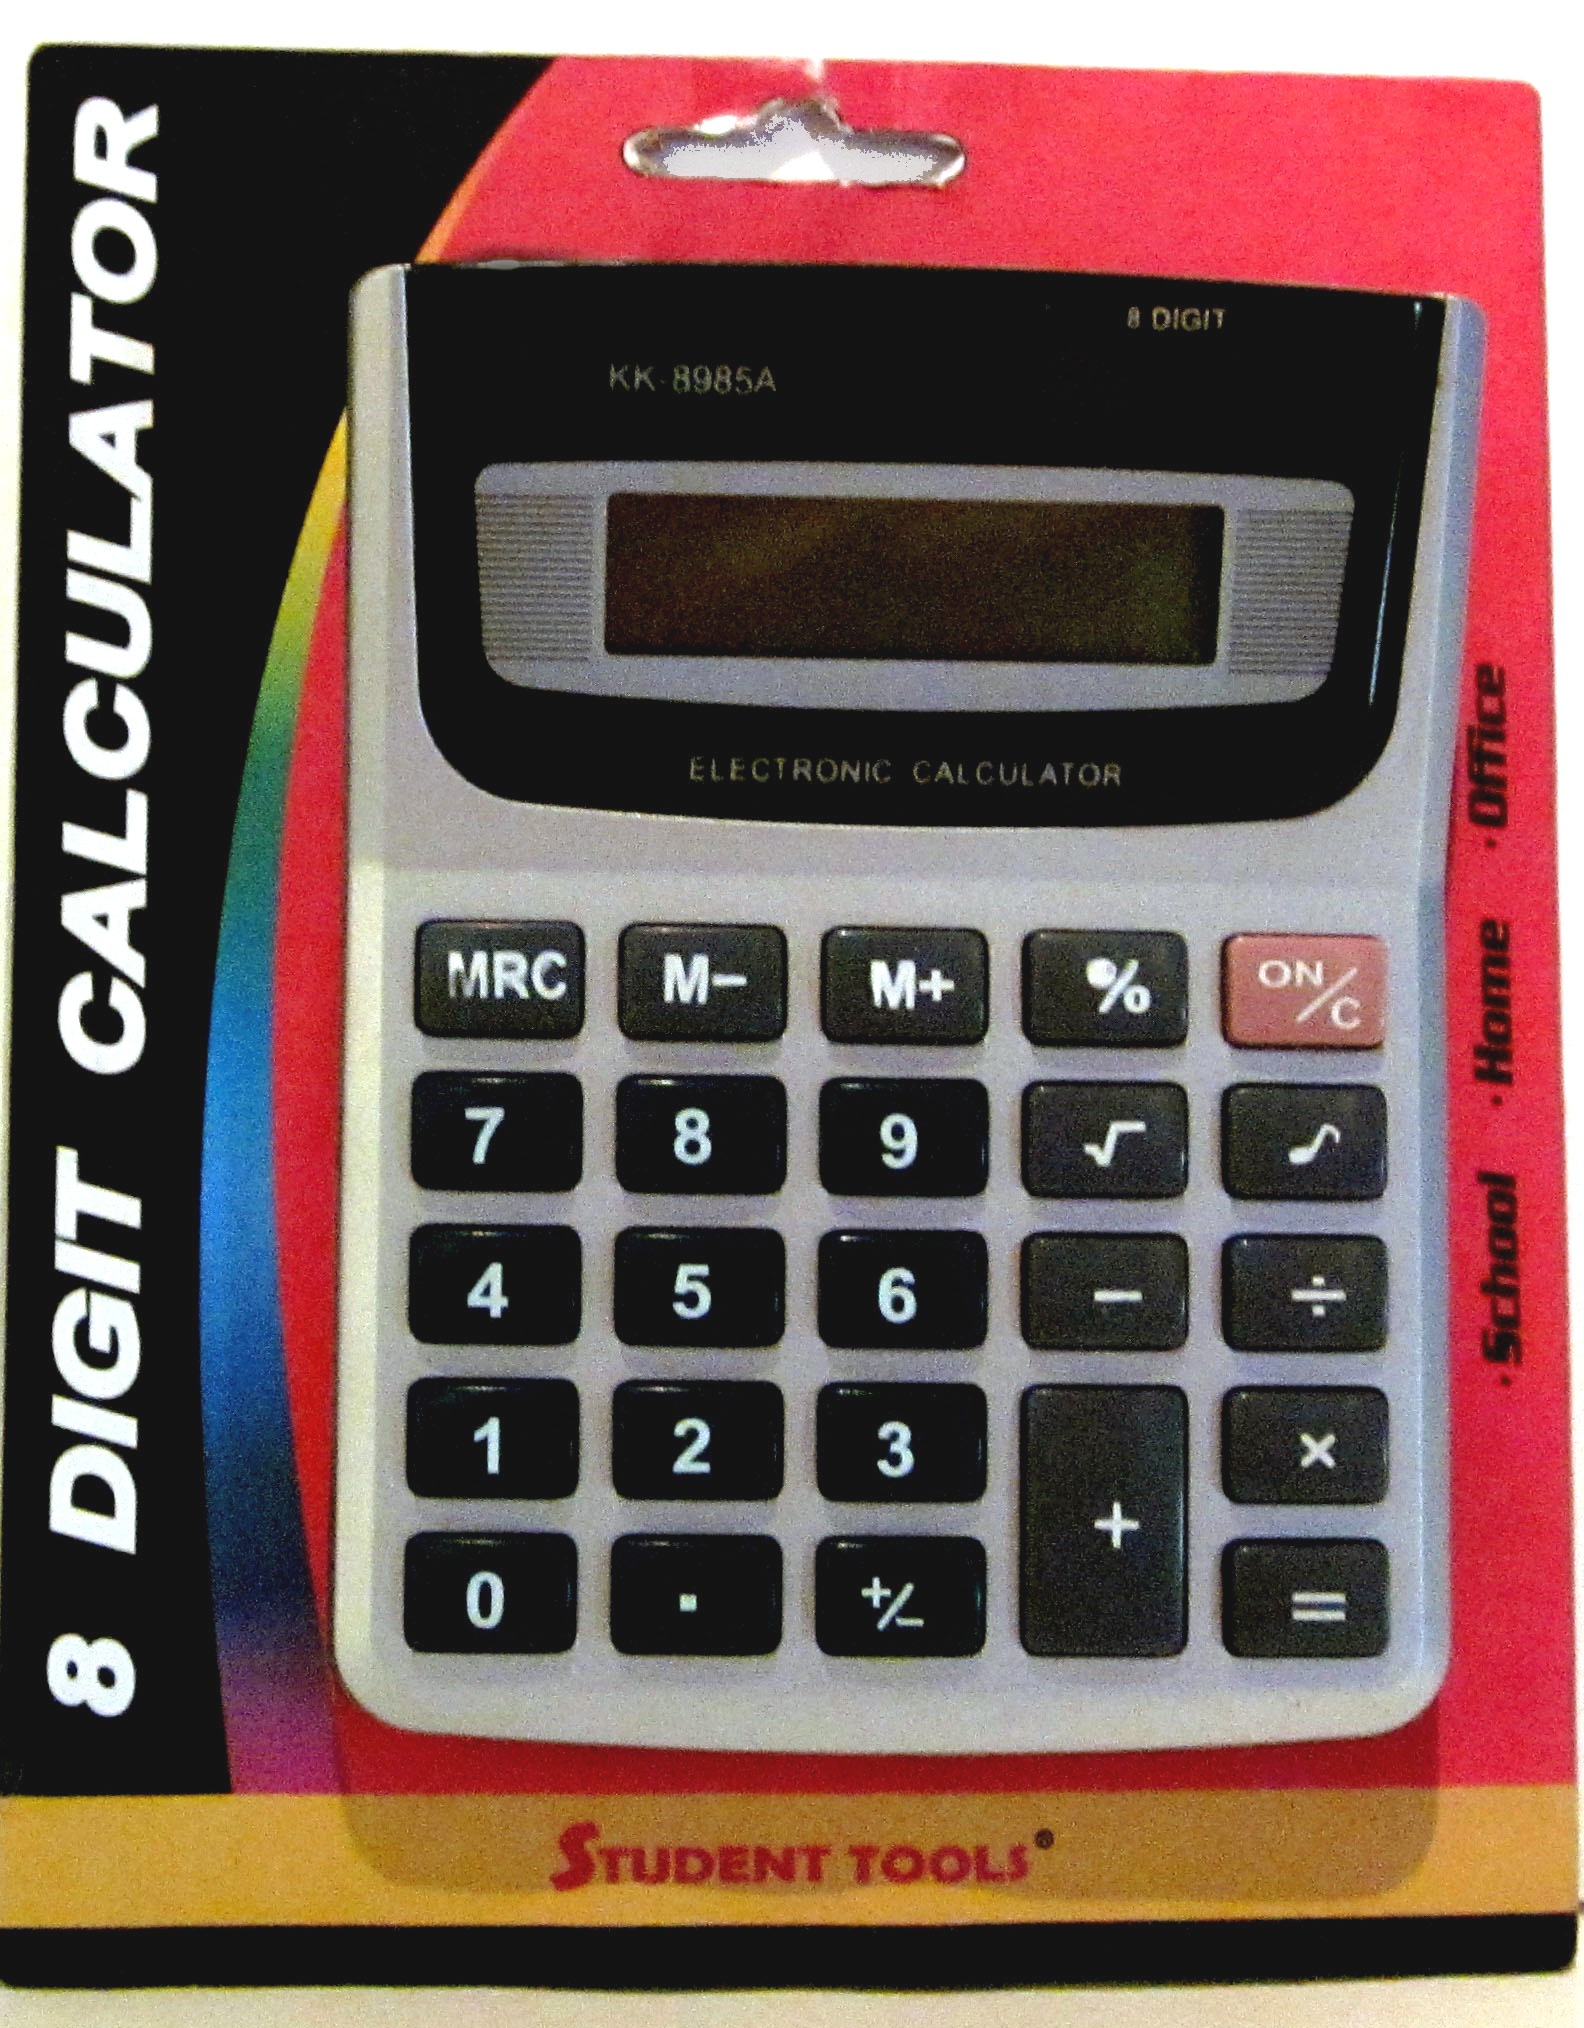 8 DIGIT CALCULATOR
8 DIGIT
KK-8985A
ELECTRONIC CALCULATOR
MRC M− M+ % ON/C
7 8 9 √ ♪
4 5 6 − ÷
1 2 3 + ×
0 . +/− =
·School ·Home ·Office
STUDENT TOOLS®